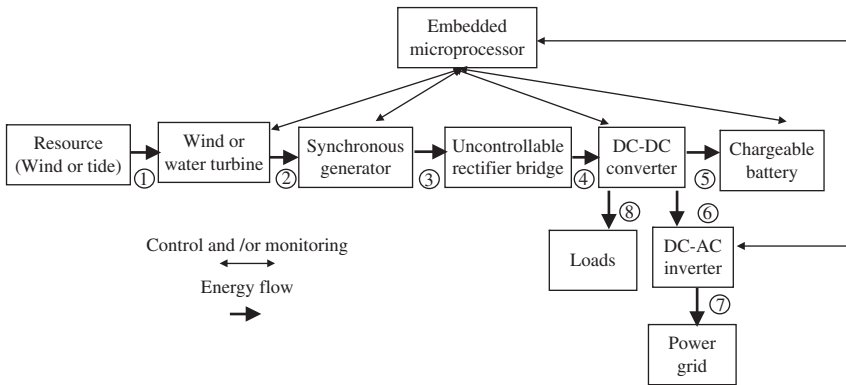 Embedded
microprocessor
Resource
(Wind or tide)
Wind or
water turbine
Synchronous
generator
Uncontrollable
rectifier bridge
DC-DC
converter
Chargeable
battery
①
②
③
④
⑤
⑧
⑥
Control and /or monitoring
Loads
DC-AC
inverter
Energy flow
⑦
Power
grid